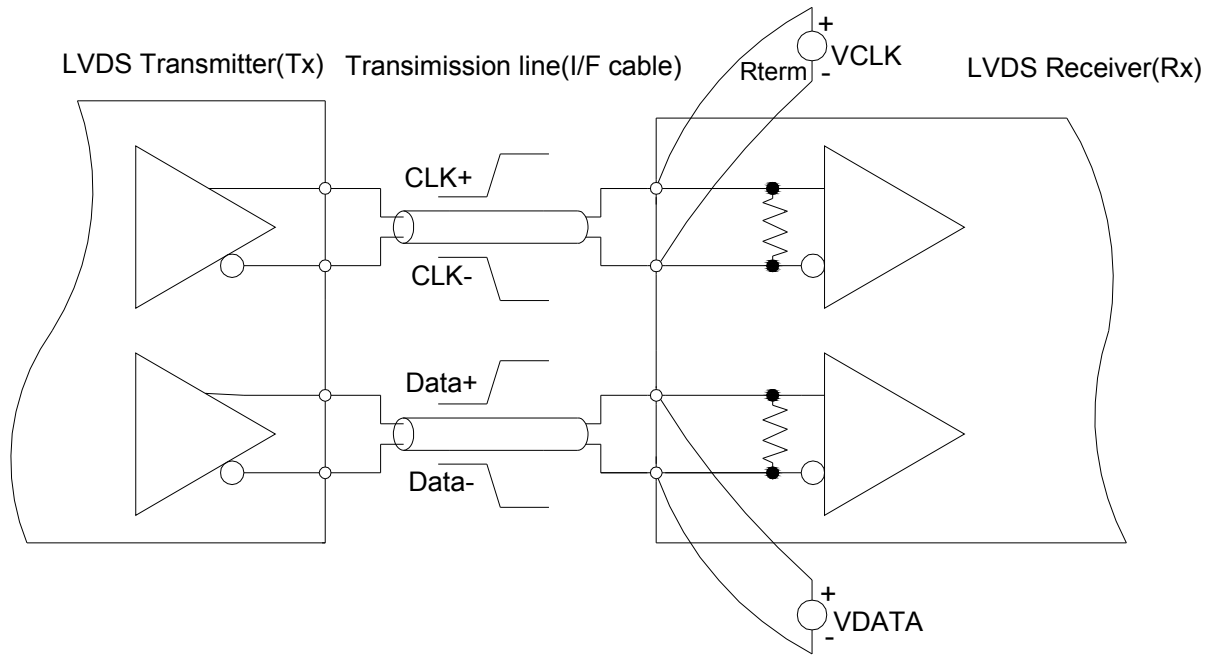 LVDS Transmitter(Tx)
Transimission line(I/F cable)
+
VCLK
Rterm
-
LVDS Receiver(Rx)
CLK+
CLK-
Data+
Data-
+
VDATA
-